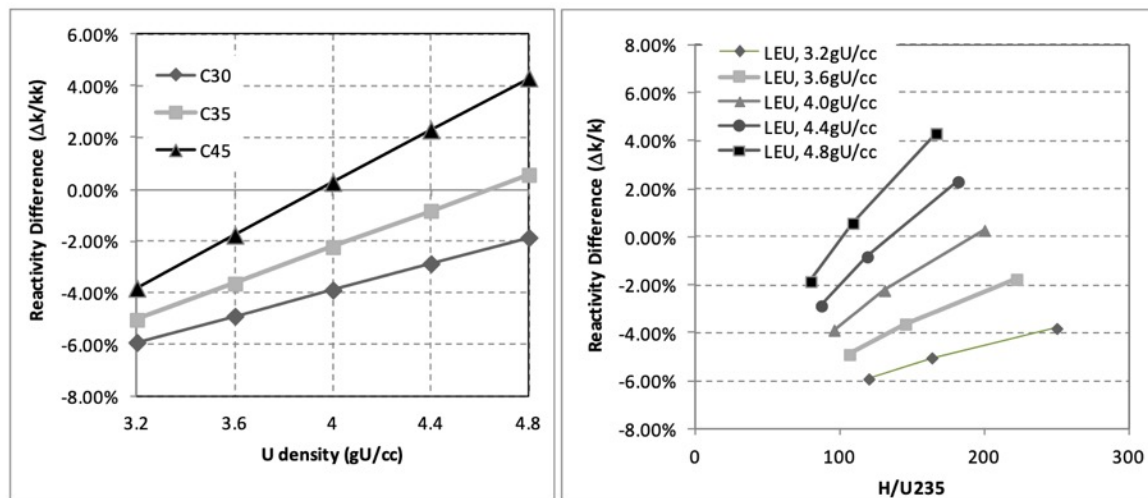 6.00%
4.00%
2.00%
0.00%
-2.00%
-4.00%
-6.00%
-8.00%
Reactivity Difference (Δk/kk)
C30
C35
C45
3.2
3.6
4
4.4
4.8
U density (gU/cc)
8.00%
6.00%
4.00%
2.00%
0.00%
-2.00%
-4.00%
-6.00%
-8.00%
Reactivity Difference (Δk/k)
LEU, 3.2gU/cc
LEU, 3.6gU/cc
LEU, 4.0gU/cc
LEU, 4.4gU/cc
LEU, 4.8gU/cc
0
100
200
300
H/U235